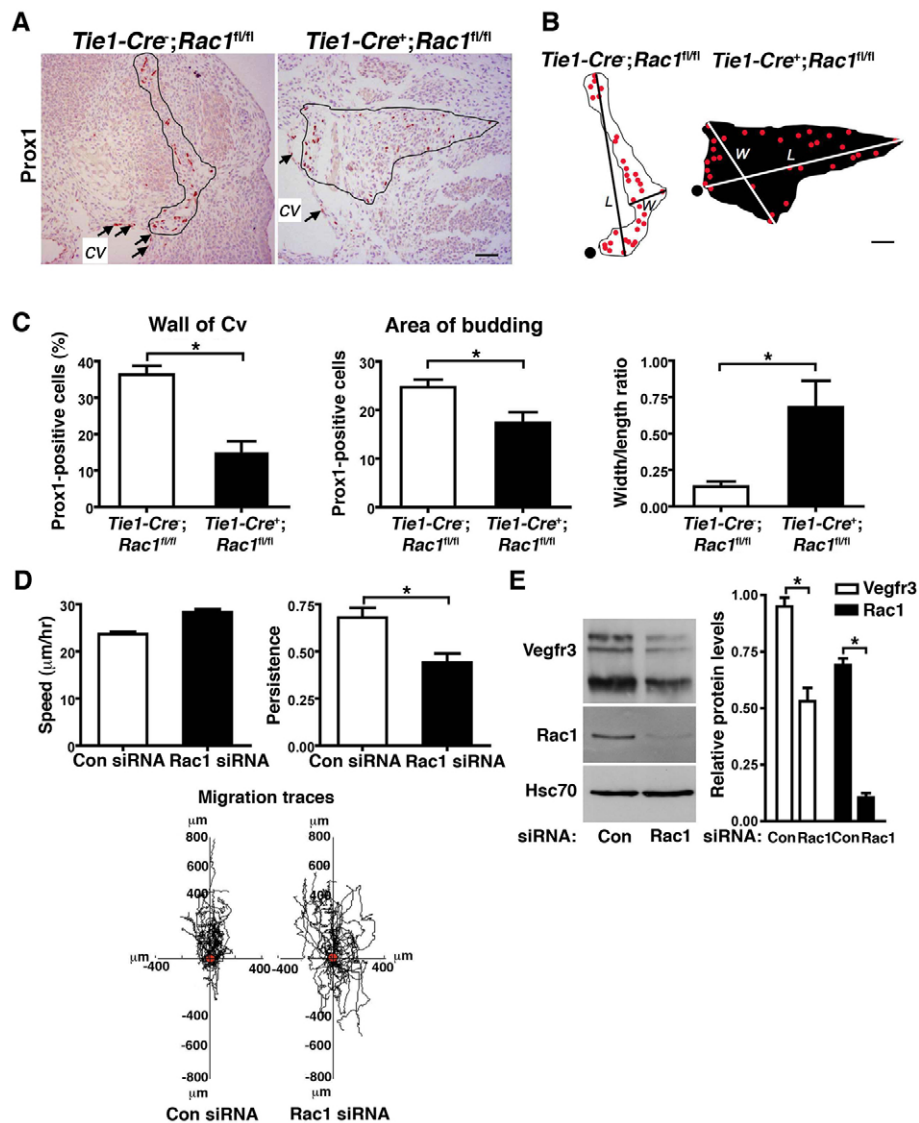 A
Tie1-Cre-;Rac1fl/fl
Tie1-Cre+;Rac1fl/fl
Prox1
CV
CV
B
Tie1-Cre-;Rac1fl/fl
Tie1-Cre+;Rac1fl/fl
L
W
W
L
C
Wall of Cv
Prox1-positive cells (%)
40
30
20
10
0
*
Tie1-Cre-;
Rac1fl/fl
Tie1-Cre+;
Rac1fl/fl
Area of budding
Prox1-positive cells
30
20
10
0
*
Tie1-Cre-;
Rac1fl/fl
Tie1-Cre+;
Rac1fl/fl
Width/length ratio
1.00
0.75
0.50
0.25
0.00
*
Tie1-Cre-;
Rac1fl/fl
Tie1-Cre+;
Rac1fl/fl
D
Speed (μm/hr)
30
20
10
0
Con siRNA Rac1 siRNA
Persistence
0.75
0.50
0.25
0.00
*
Con siRNA Rac1 siRNA
Migration traces
μm
800
600
400
μm
-400
400
-400
-600
-800
μm
Con siRNA
μm
800
600
400
-400
400
μm
-400
-600
-800
μm
Rac1 siRNA
E
Vegfr3
Rac1
Hsc70
siRNA: Con Rac1
Vegfr3
Rac1
Relative protein levels
1.00
0.75
0.50
0.25
0.00
*
*
siRNA: Con Rac1 Con Rac1